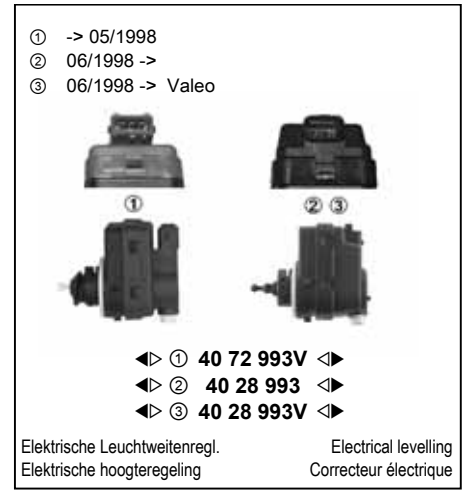 ① -> 05/1998
② 06/1998 ->
③ 06/1998 -> Valeo
① ② ③
◀▷ ① 40 72 993V ◁▶
◀▷ ② 40 28 993 ◁▶
◀▷ ③ 40 28 993V ◁▶
Elektrische Leuchtweitenregl. Electrical levelling
Elektrische hoogteregeling Correcteur électrique